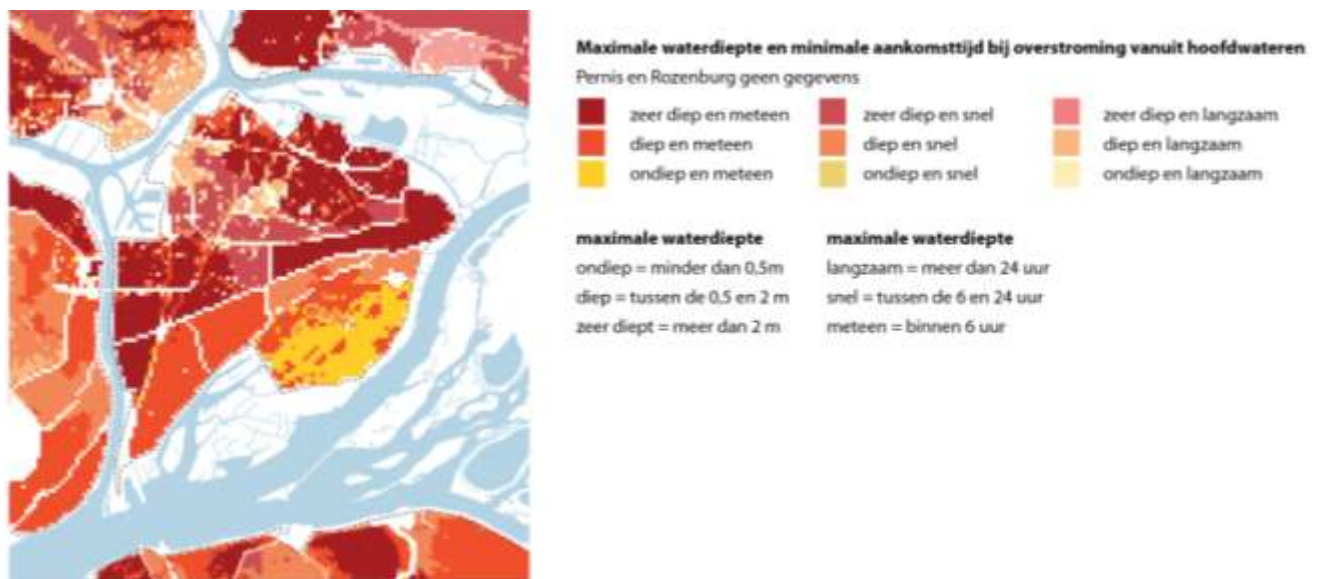 Maximale waterdiepte en minimale aankomsttijd bij overstroming vanuit hoofdwateren
Pernis en Rozenburg geen gegevens
zeer diep en meteen
diep en meteen
ondiep en meteen
zeer diep en snel
diep en snel
ondiep en snel
zeer diep en langzaam
diep en langzaam
ondiep en langzaam
maximale waterdiepte
ondiep = minder dan 0,5m
diep = tussen de 0,5 en 2 m
zeer diept = meer dan 2 m
maximale waterdiepte
langzaam = meer dan 24 uur
snel = tussen de 6 en 24 uur
meteen = binnen 6 uur